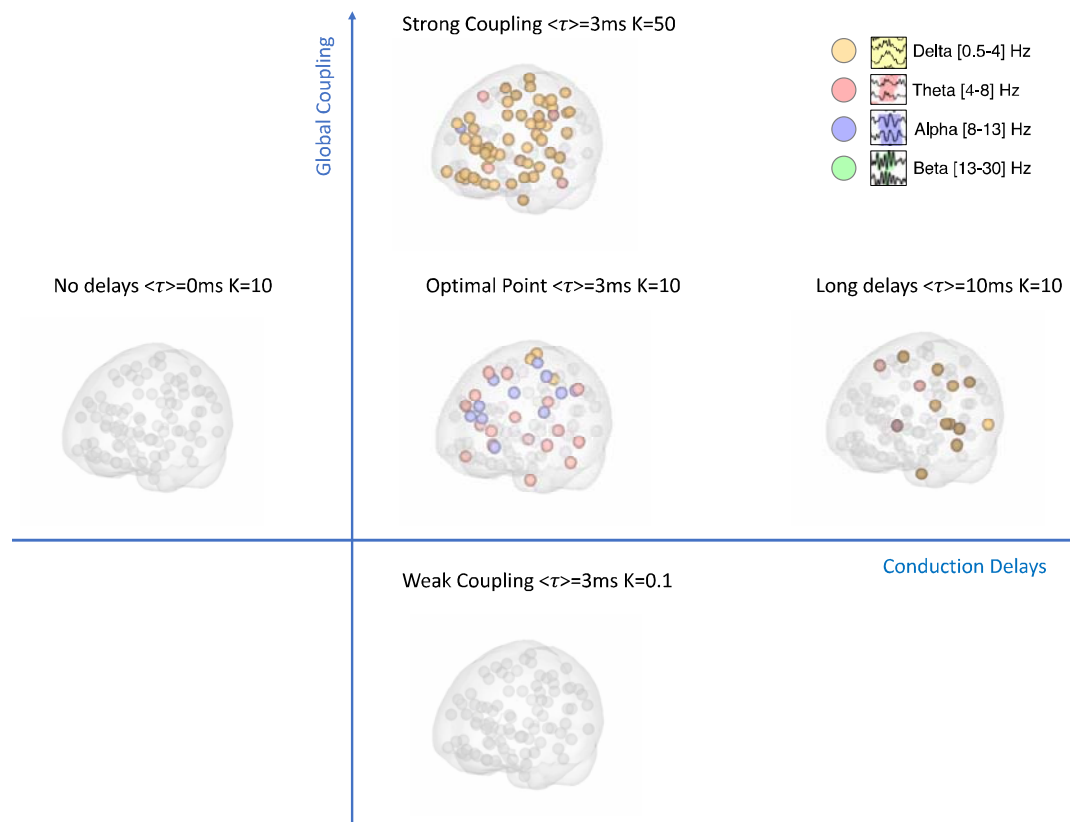 Strong Coupling <τ>=3ms K=50
Global Coupling
Delta [0.5-4] Hz
Theta [4-8] Hz
Alpha [8-13] Hz
Beta [13-30] Hz
No delays <τ>=0ms K=10
Optimal Point <τ>=3ms K=10
Long delays <τ>=10ms K=10
Conduction Delays
Weak Coupling <τ>=3ms K=0.1